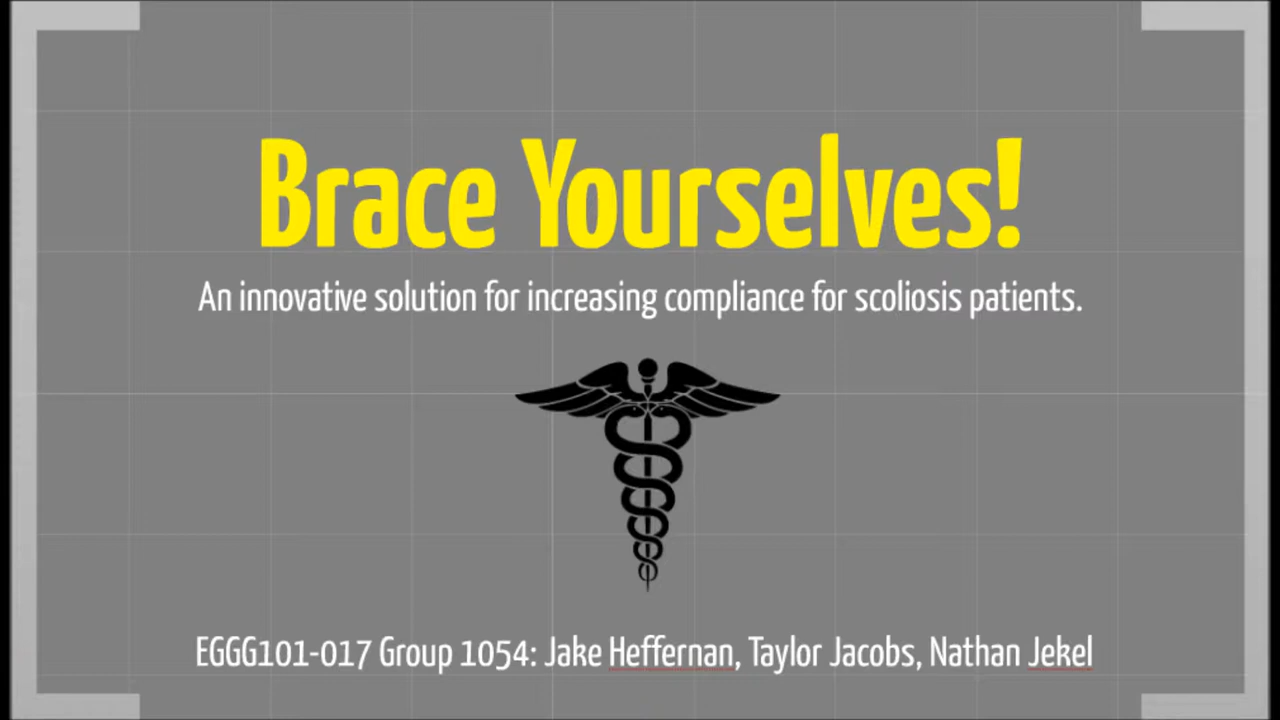 Brace Yourselves!
An innovative solution for increasing compliance for scoliosis patients.
EGGG101-017 Group 1054: Jake Heffernan, Taylor Jacobs, Nathan Jekel